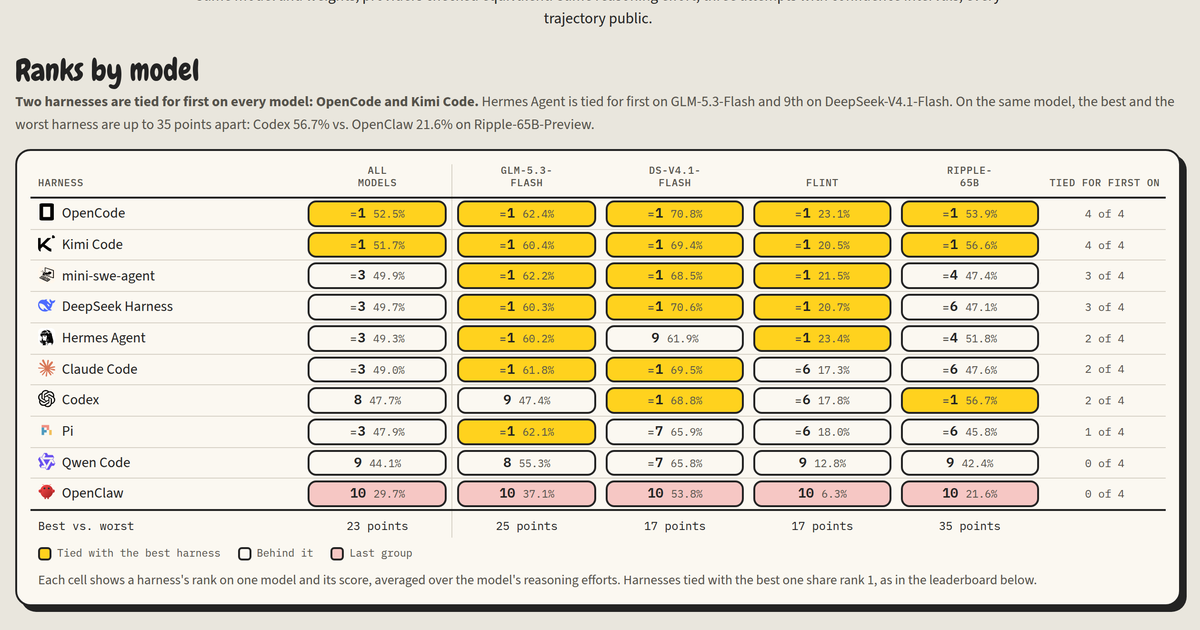 trajectory public.
Ranks by model
Two harnesses are tied for first on every model: OpenCode and Kimi Code. Hermes Agent is tied for first on GLM-5.3-Flash and 9th on DeepSeek-V4.1-Flash. On the same model, the best and the
worst harness are up to 35 points apart: Codex 56.7% vs. OpenClaw 21.6% on Ripple-65B-Preview.
HARNESS ALL MODELS GLM-5.3-FLASH DS-V4.1-FLASH FLINT RIPPLE-65B TIED FOR FIRST ON
OpenCode =1 52.5% =1 62.4% =1 70.8% =1 23.1% =1 53.9% 4 of 4
Kimi Code =1 51.7% =1 60.4% =1 69.4% =1 20.5% =1 56.6% 4 of 4
mini-swe-agent =3 49.9% =1 62.2% =1 68.5% =1 21.5% =4 47.4% 3 of 4
DeepSeek Harness =3 49.7% =1 60.3% =1 70.6% =1 20.7% =6 47.1% 3 of 4
Hermes Agent =3 49.3% =1 60.2% 9 61.9% =1 23.4% =4 51.8% 2 of 4
Claude Code =3 49.0% =1 61.8% =1 69.5% =6 17.3% =6 47.6% 2 of 4
Codex 8 47.7% 9 47.4% =1 68.8% =6 17.8% =1 56.7% 2 of 4
Pi =3 47.9% =1 62.1% =7 65.9% =6 18.0% =6 45.8% 1 of 4
Qwen Code 9 44.1% 8 55.3% =7 65.8% 9 12.8% 9 42.4% 0 of 4
OpenClaw 10 29.7% 10 37.1% 10 53.8% 10 6.3% 10 21.6% 0 of 4
Best vs. worst 23 points 25 points 17 points 17 points 35 points
Tied with the best harness Behind it Last group
Each cell shows a harness's rank on one model and its score, averaged over the model's reasoning efforts. Harnesses tied with the best one share rank 1, as in the leaderboard below.